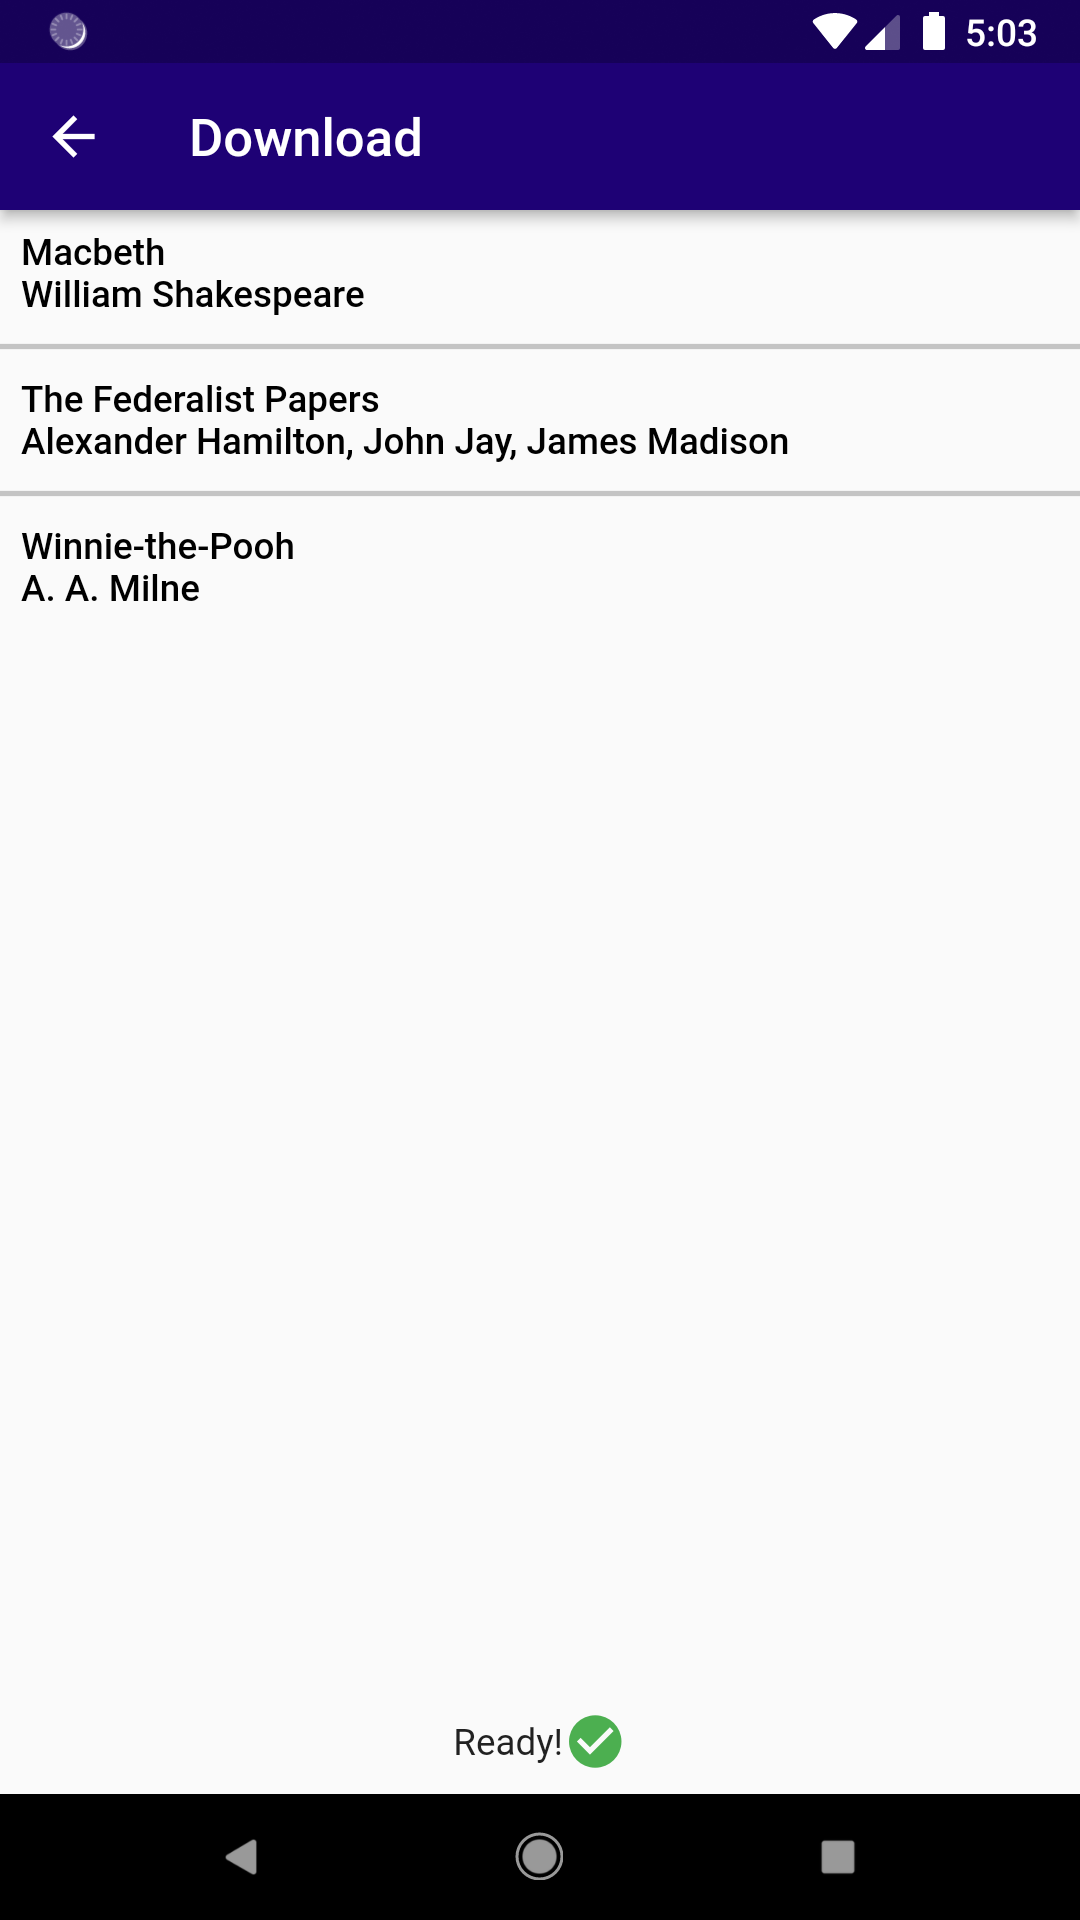 5:03
Download
Macbeth
William Shakespeare
The Federalist Papers
Alexander Hamilton, John Jay, James Madison
Winnie-the-Pooh
A. A. Milne
Ready!